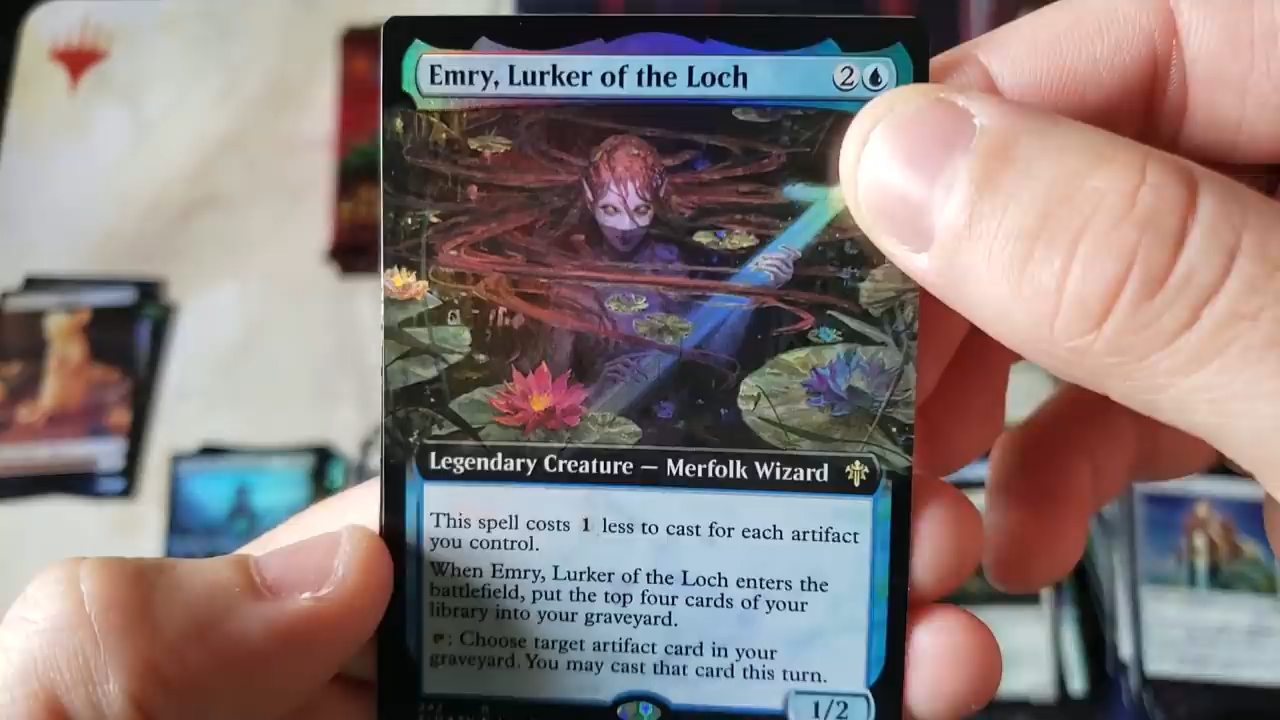 Emry, Lurker of the Loch 2
Legendary Creature — Merfolk Wizard
This spell costs 1 less to cast for each artifact
you control.
When Emry, Lurker of the Loch enters the
battlefield, put the top four cards of your
library into your graveyard.
: Choose target artifact card in your
graveyard. You may cast that card this turn.
1/2